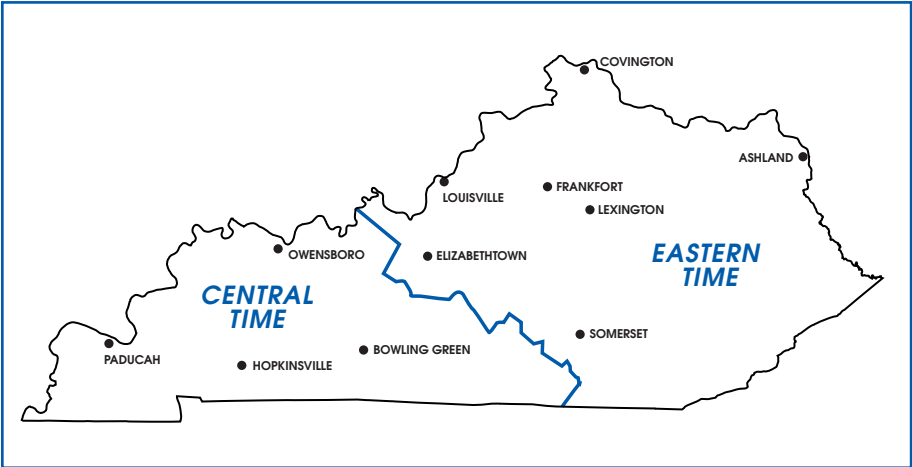 COVINGTON
ASHLAND
FRANKFORT
LOUISVILLE
LEXINGTON
OWENSBORO
ELIZABETHTOWN
EASTERN
TIME
CENTRAL
TIME
SOMERSET
PADUCAH
BOWLING GREEN
HOPKINSVILLE